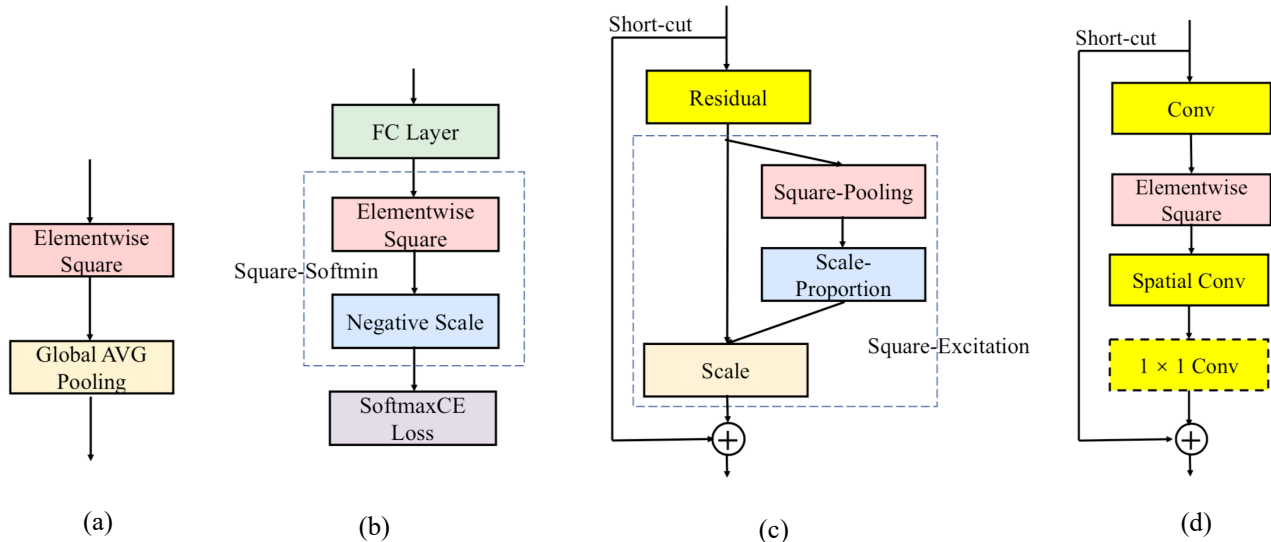 Elementwise
Square
Global AVG
Pooling
(a)
FC Layer
Elementwise
Square
Square-Softmin
Negative Scale
SoftmaxCE
Loss
(b)
Short-cut
Residual
Square-Pooling
Scale-
Proportion
Square-Excitation
Scale
+
(c)
Short-cut
Conv
Elementwise
Square
Spatial Conv
1 × 1 Conv
+
(d)